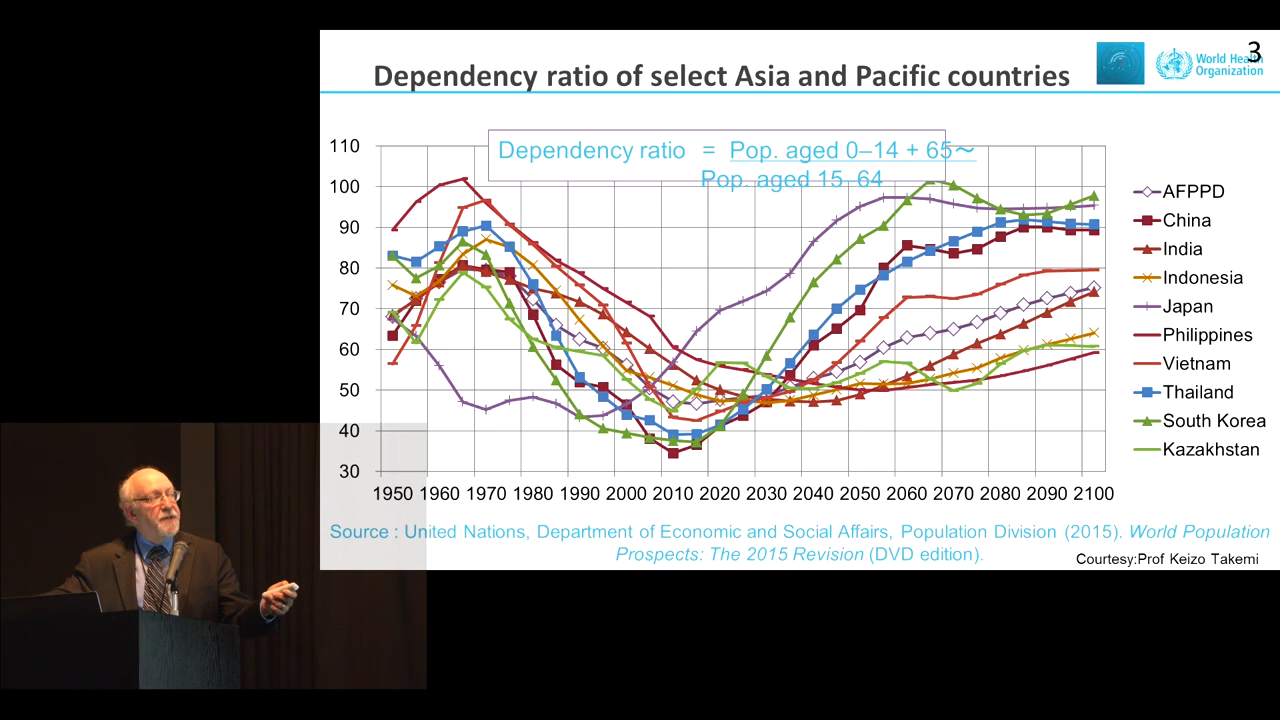 3
Dependency ratio of select Asia and Pacific countries
World Health
Organization
Dependency ratio = Pop. aged 0–14 + 65～
Pop. aged 15–64
110
100
90
80
70
60
50
40
30
1950 1960 1970 1980 1990 2000 2010 2020 2030 2040 2050 2060 2070 2080 2090 2100
AFPPD
China
India
Indonesia
Japan
Philippines
Vietnam
Thailand
South Korea
Kazakhstan
Source : United Nations, Department of Economic and Social Affairs, Population Division (2015). World Population
Prospects: The 2015 Revision (DVD edition).
Courtesy:Prof Keizo Takemi